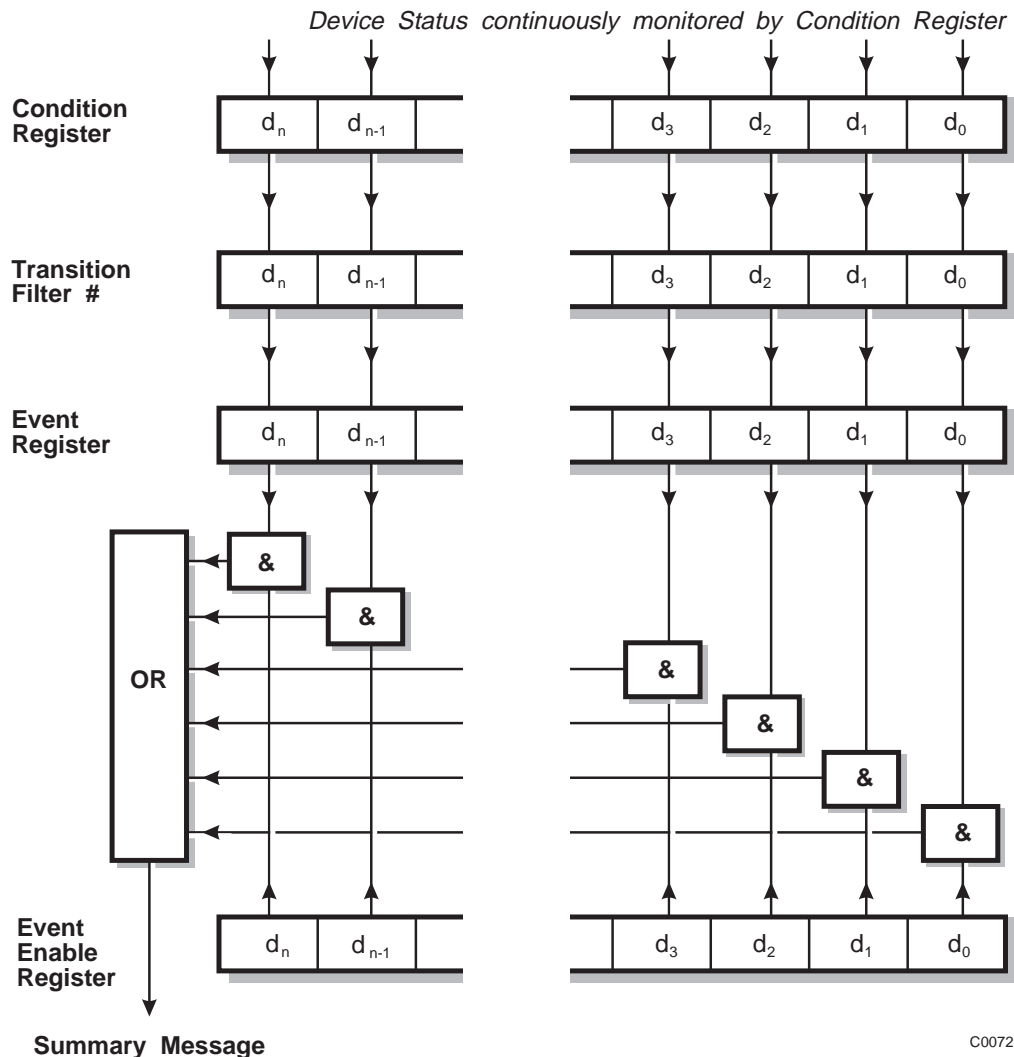 Device Status continuously monitored by Condition Register
Condition
Register
dn dn-1 d3 d2 d1 d0
Transition
Filter #
dn dn-1 d3 d2 d1 d0
Event
Register
dn dn-1 d3 d2 d1 d0
&
&
OR
&
&
&
&
Event
Enable
Register
dn dn-1 d3 d2 d1 d0
Summary Message
C0072